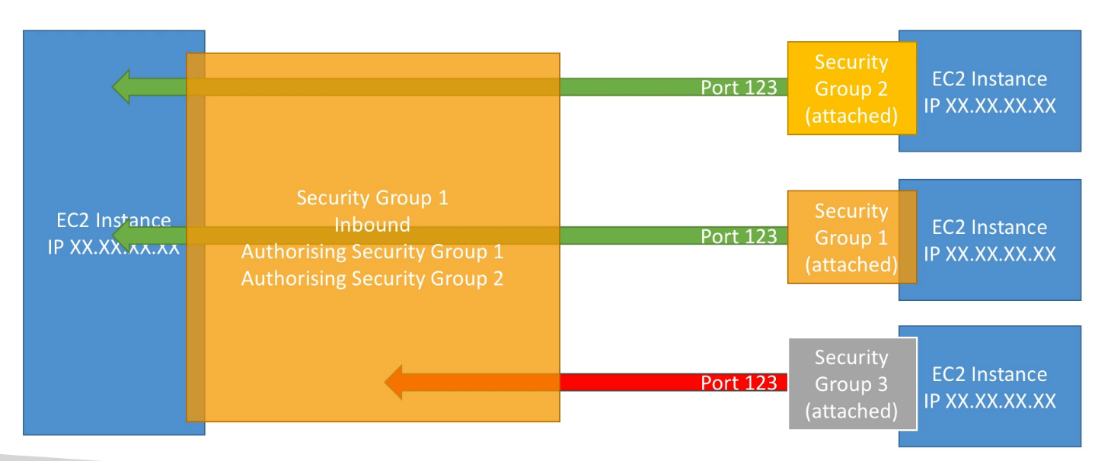 Port 123
Security
Group 2
(attached)
EC2 Instance
IP XX.XX.XX.XX
EC2 Instance
IP XX.XX.XX.XX
Security Group 1
Inbound
Authorising Security Group 1
Authorising Security Group 2
Port 123
Security
Group 1
(attached)
EC2 Instance
IP XX.XX.XX.XX
Port 123
Security
Group 3
(attached)
EC2 Instance
IP XX.XX.XX.XX